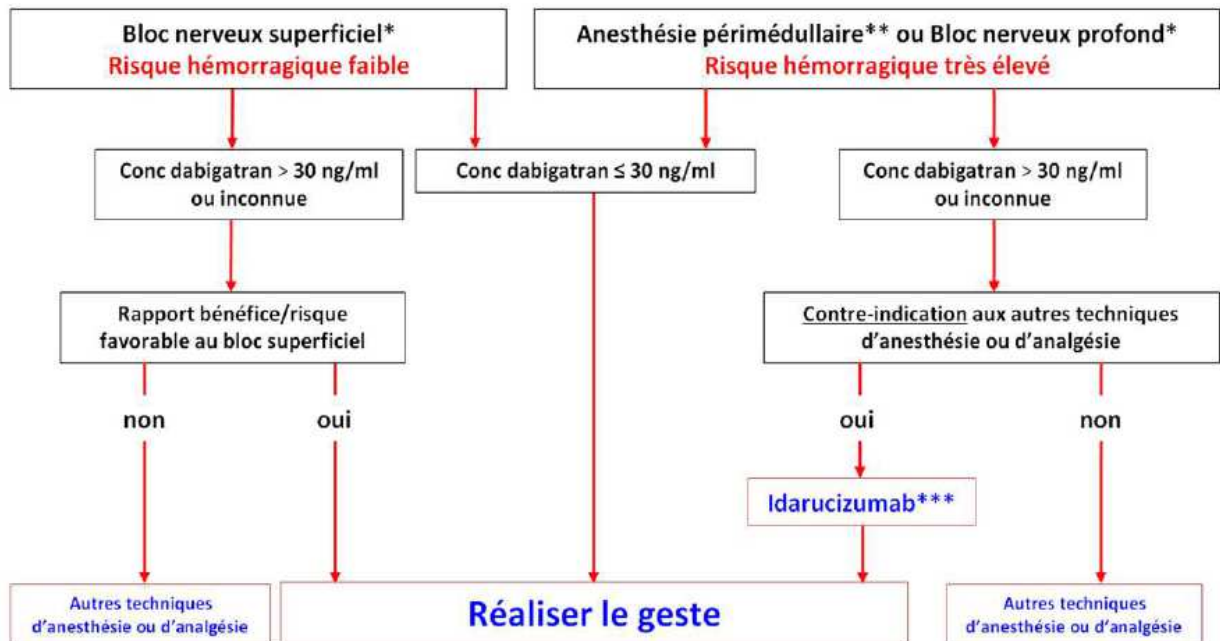 Bloc nerveux superficiel*
Risque hémorragique faible
Anesthésie périmédullaire** ou Bloc nerveux profond*
Risque hémorragique très élevé
Conc dabigatran > 30 ng/ml
ou inconnue
Conc dabigatran ≤ 30 ng/ml
Conc dabigatran > 30 ng/ml
ou inconnue
Rapport bénéfice/risque
favorable au bloc superficiel
Contre-indication aux autres techniques
d'anesthésie ou d'analgésie
non
oui
oui
non
Idarucizumab***
Autres techniques
d'anesthésie ou d'analgésie
Réaliser le geste
Autres techniques
d'anesthésie ou d'analgésie